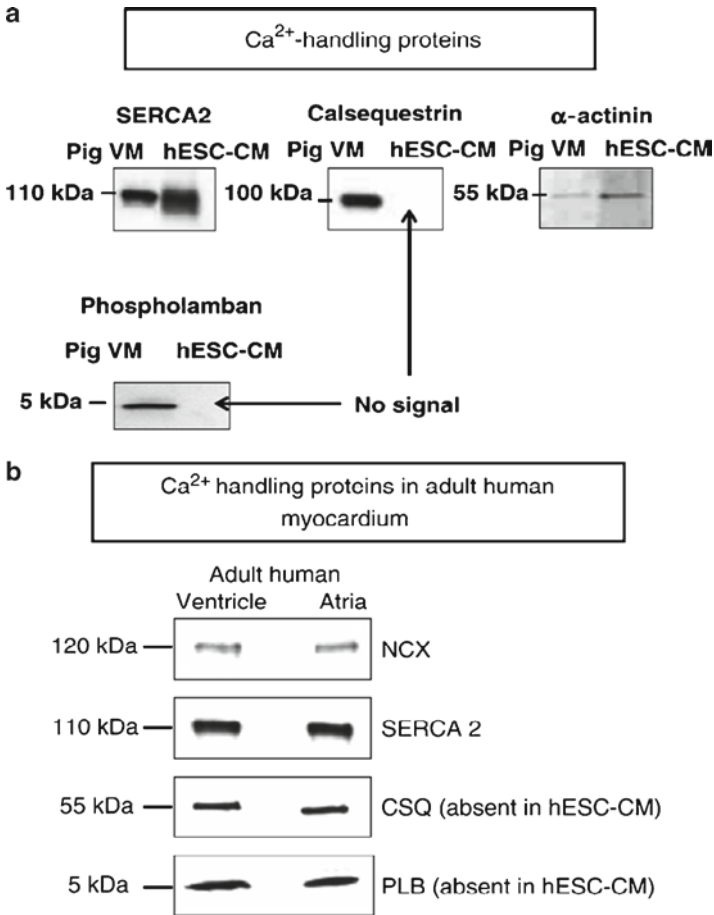 a
Ca2+-handling proteins
SERCA2
Pig VM hESC-CM
110 kDa
Calsequestrin
Pig VM hESC-CM
100 kDa
α-actinin
Pig VM hESC-CM
55 kDa
Phospholamban
Pig VM hESC-CM
5 kDa
No signal
b
Ca2+ handling proteins in adult human
myocardium
Adult human
Ventricle Atria
120 kDa NCX
110 kDa SERCA 2
55 kDa CSQ (absent in hESC-CM)
5 kDa PLB (absent in hESC-CM)